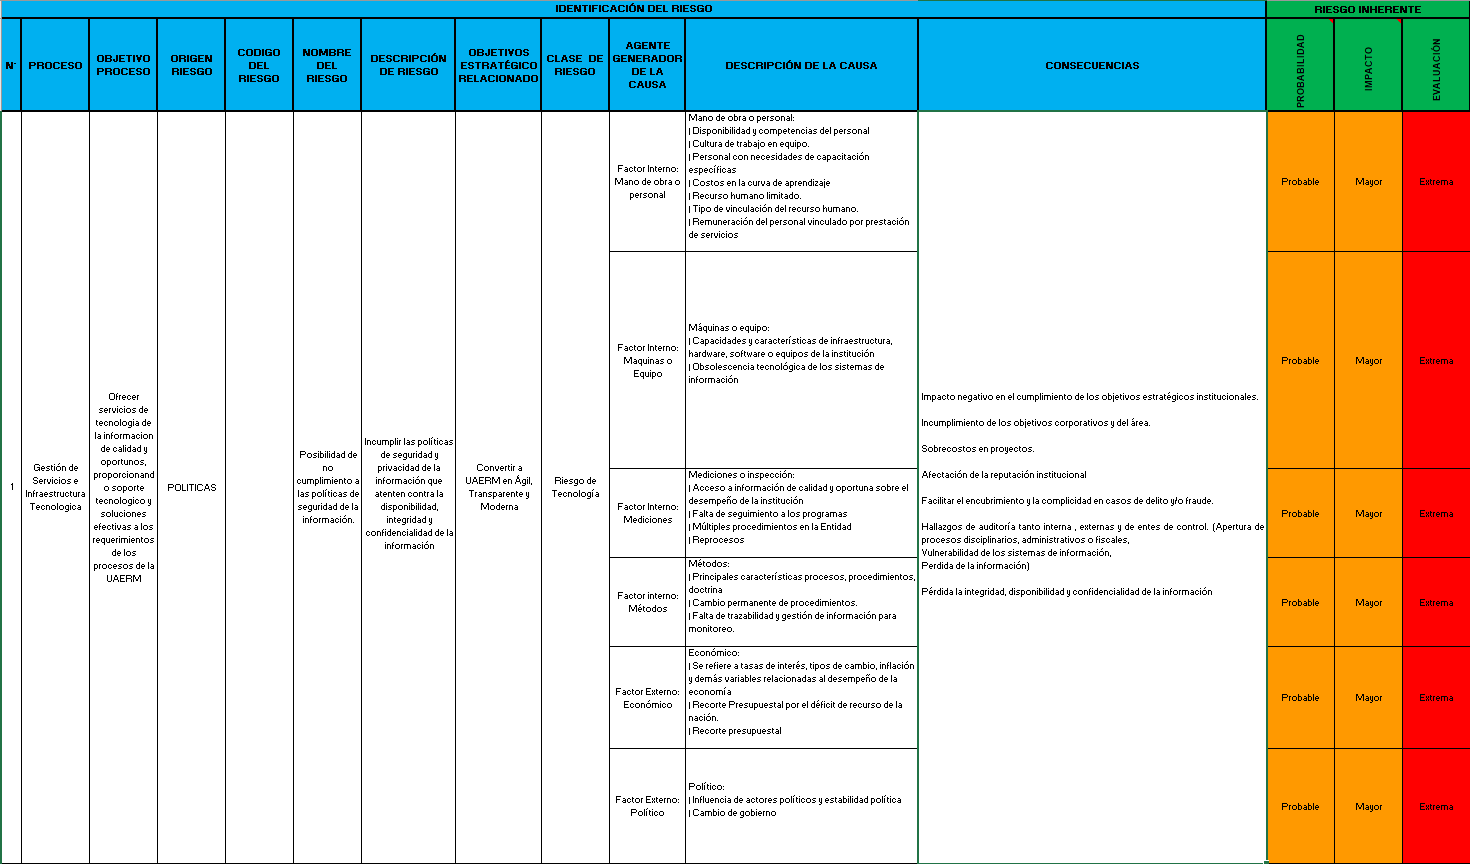 IDENTIFICACIÓN DEL RIESGO
RIESGO INHERENTE
N°
PROCESO
OBJETIVO
PROCESO
ORIGEN
RIESGO
CODIGO
DEL
RIESGO
NOMBRE
DEL
RIESGO
DESCRIPCIÓN
DE RIESGO
OBJETIVOS
ESTRATÉGICO
RELACIONADO
CLASE DE
RIESGO
AGENTE
GENERADOR
DE LA
CAUSA
DESCRIPCIÓN DE LA CAUSA
CONSECUENCIAS
PROBABILIDAD
IMPACTO
EVALUACIÓN
1
Gestión de
Servicios e
Infraestructura
Tecnologica
Ofrecer
servicios de
tecnologia de
la informacion
de calidad y
oportunos,
proporcionand
o soporte
tecnologico y
soluciones
efectivas a los
requerimientos
de los
procesos de la
UAERM
POLITICAS
Posibilidad de
no
cumplimiento a
las políticas de
seguridad de la
información.
Incumplir las políticas
de seguridad y
privacidad de la
información que
atenten contra la
disponibilidad,
integridad y
confidencialidad de la
información
Convertir a
UAERM en Ágil,
Transparente y
Moderna
Riesgo de
Tecnología
Factor Interno:
Mano de obra o
personal
Mano de obra o personal:
| Disponibilidad y competencias del personal
| Cultura de trabajo en equipo.
| Personal con necesidades de capacitación
específicas
| Costos en la curva de aprendizaje
| Recurso humano limitado.
| Tipo de vinculación del recurso humano.
| Remuneración del personal vinculado por prestación
de servicios
Factor Interno:
Maquinas o
Equipo
Máquinas o equipo:
| Capacidades y características de infraestructura,
hardware, software o equipos de la institución
| Obsolescencia tecnológica de los sistemas de
información
Factor Interno:
Mediciones
Mediciones o inspección:
| Acceso a información de calidad y oportuna sobre el
desempeño de la institución
| Falta de seguimiento a los programas
| Múltiples procedimientos en la Entidad
| Reprocesos
Factor interno:
Métodos
Métodos:
| Principales características procesos, procedimientos,
doctrina
| Cambio permanente de procedimientos.
| Falta de trazabilidad y gestión de información para
monitoreo.
Factor Externo:
Económico
Económico:
| Se refiere a tasas de interés, tipos de cambio, inflación
y demás variables relacionadas al desempeño de la
economía
| Recorte Presupuestal por el déficit de recurso de la
nación.
| Recorte presupuestal
Factor Externo:
Político
Político:
| Influencia de actores políticos y estabilidad política
| Cambio de gobierno
Impacto negativo en el cumplimiento de los objetivos estratégicos institucionales.
Incumplimiento de los objetivos corporativos y del área.
Sobrecostos en proyectos.
Afectación de la reputación institucional
Facilitar el encubrimiento y la complicidad en casos de delito y/o fraude.
Hallazgos de auditoría tanto interna , externas y de entes de control. (Apertura de
procesos disciplinarios, administrativos o fiscales,
Vulnerabilidad de los sistemas de información,
Perdida de la información)
Pérdida la integridad, disponibilidad y confidencialidad de la información
Probable
Mayor
Extrema
Probable
Mayor
Extrema
Probable
Mayor
Extrema
Probable
Mayor
Extrema
Probable
Mayor
Extrema
Probable
Mayor
Extrema